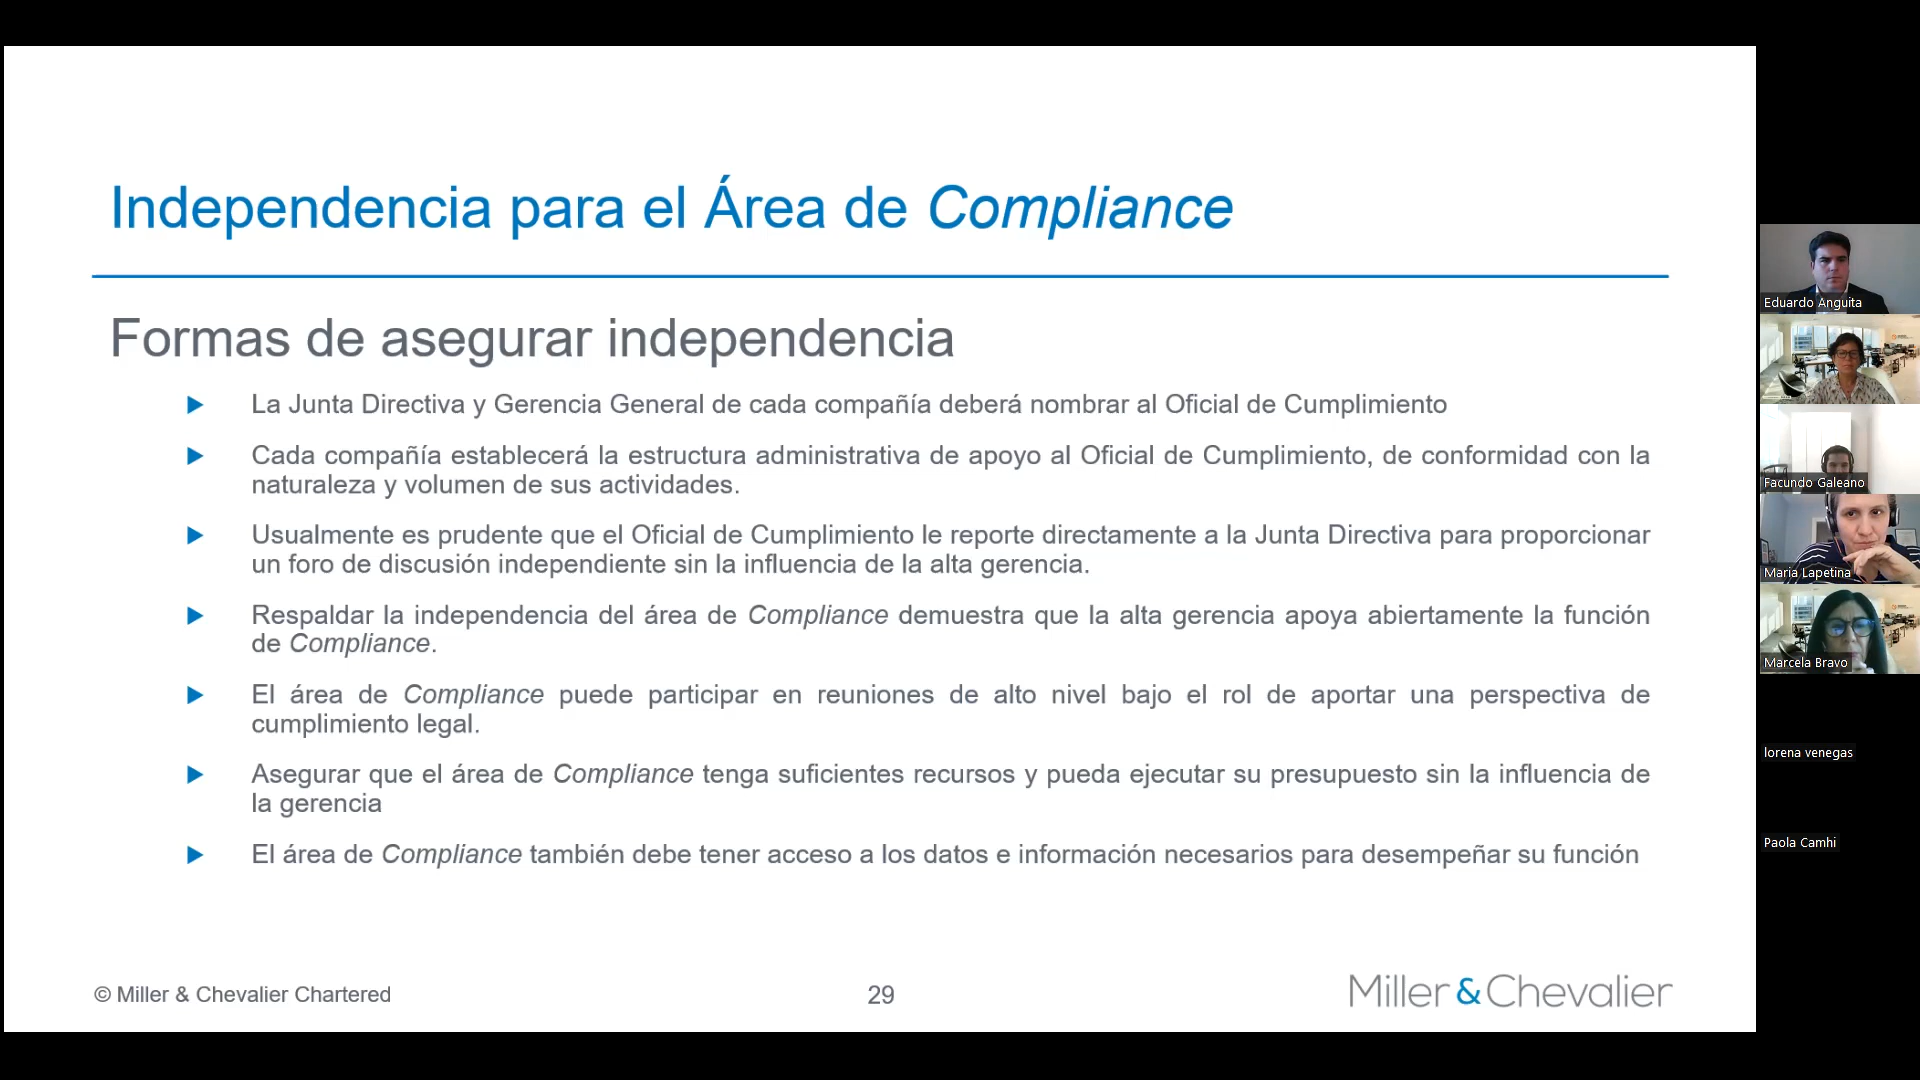 Independencia para el Área de Compliance
Formas de asegurar independencia
La Junta Directiva y Gerencia General de cada compañía deberá nombrar al Oficial de Cumplimiento
Cada compañía establecerá la estructura administrativa de apoyo al Oficial de Cumplimiento, de conformidad con la
naturaleza y volumen de sus actividades.
Usualmente es prudente que el Oficial de Cumplimiento le reporte directamente a la Junta Directiva para proporcionar
un foro de discusión independiente sin la influencia de la alta gerencia.
Respaldar la independencia del área de Compliance demuestra que la alta gerencia apoya abiertamente la función
de Compliance.
El área de Compliance puede participar en reuniones de alto nivel bajo el rol de aportar una perspectiva de
cumplimiento legal.
Asegurar que el área de Compliance tenga suficientes recursos y pueda ejecutar su presupuesto sin la influencia de
la gerencia
El área de Compliance también debe tener acceso a los datos e información necesarios para desempeñar su función
© Miller & Chevalier Chartered
29
Miller & Chevalier
Eduardo Anguita
Facundo Galeano
Maria Lapetina
Marcela Bravo
lorena venegas
Paola Camhi